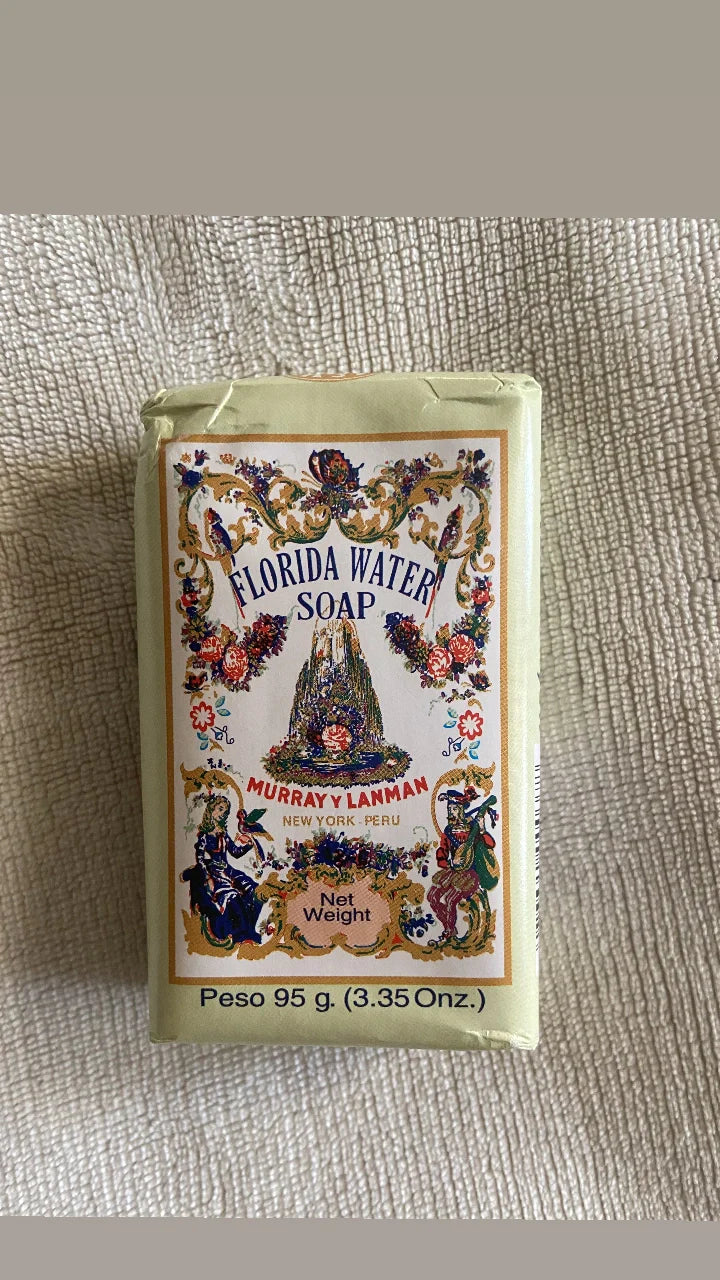 FLORIDA WATER
SOAP
MURRAY Y LANMAN
NEW YORK - PERU
Net
Weight
Peso 95 g. (3.35 Onz.)